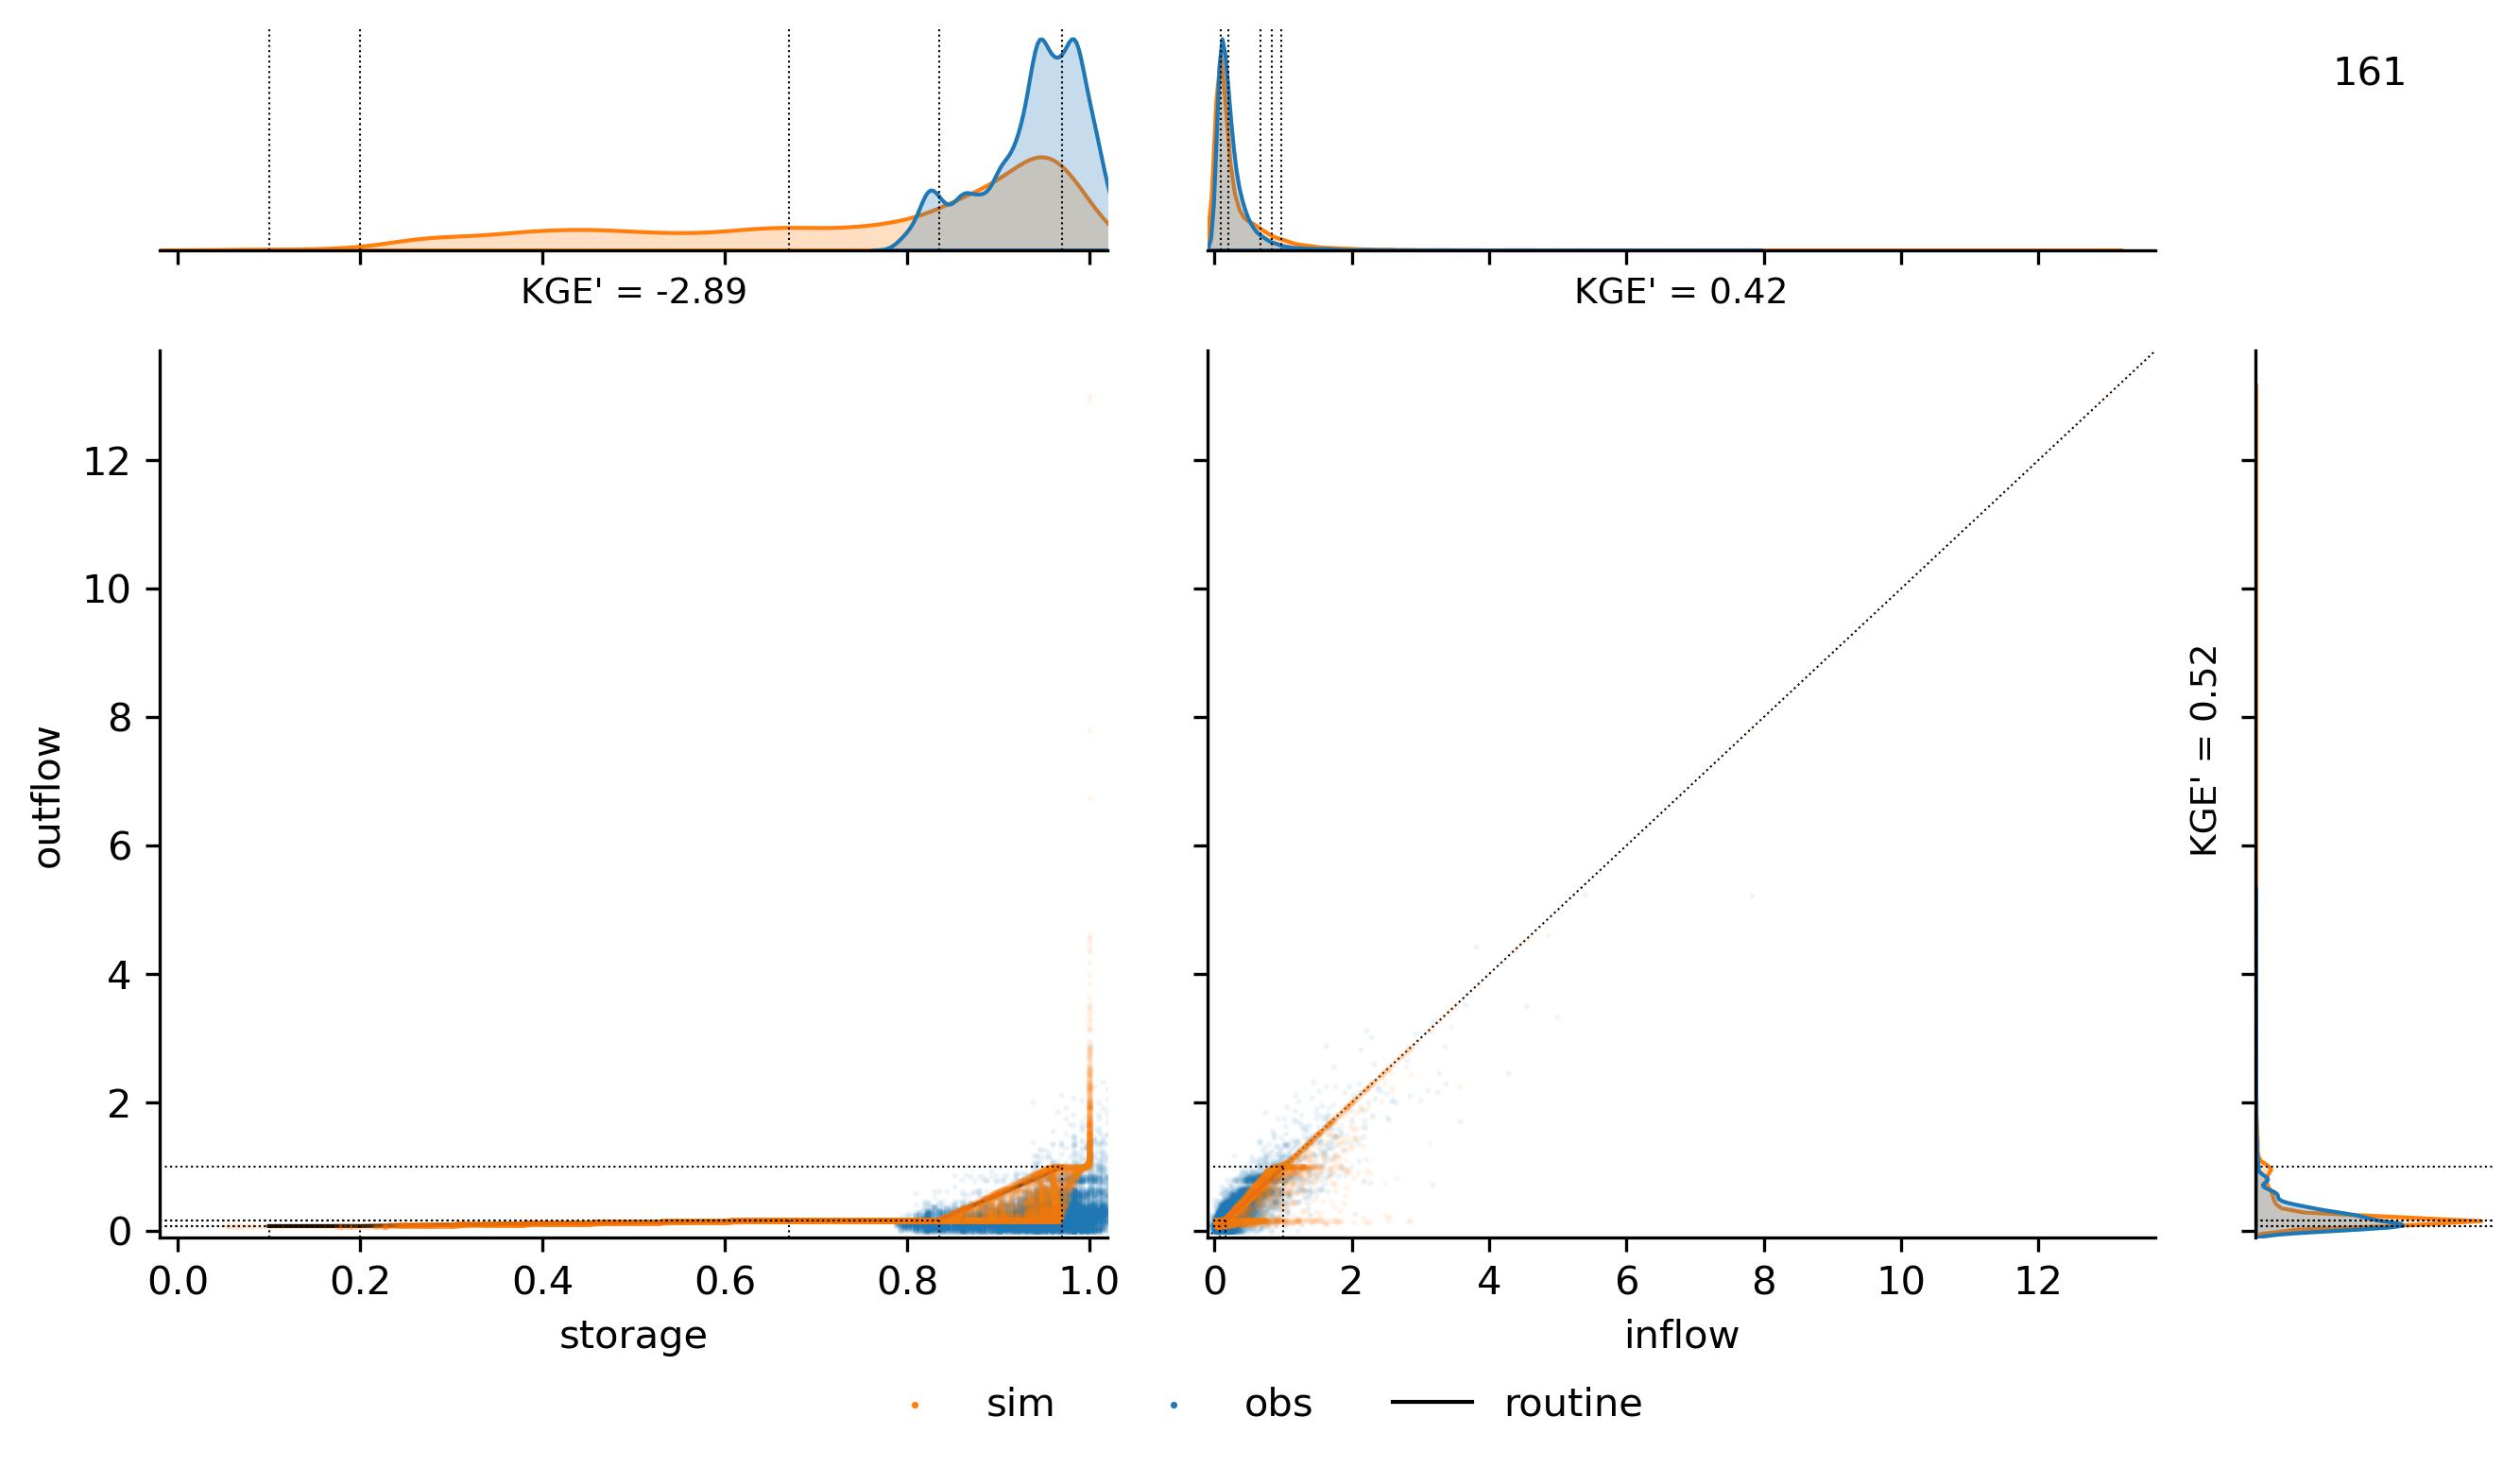 161
KGE' = -2.89
KGE' = 0.42
outflow
12
10
8
6
4
2
0
KGE' = 0.52
0.0 0.2 0.4 0.6 0.8 1.0
0 2 4 6 8 10 12
storage
inflow
sim obs routine